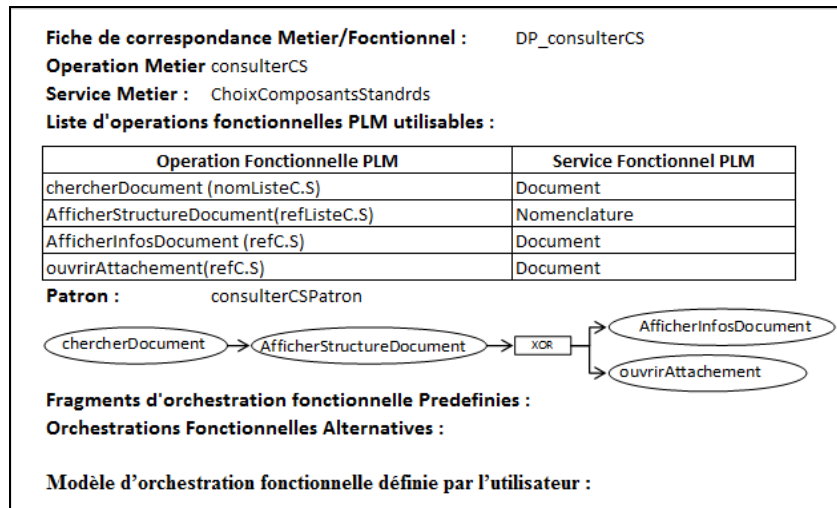 Fiche de correspondance Metier/Focntionnel : DP_consulterCS
Operation Metier consulterCS
Service Metier : ChoixComposantsStandrds
Liste d'operations fonctionnelles PLM utilisables :
Operation Fonctionnelle PLM Service Fonctionnel PLM
chercherDocument (nomListeC.S) Document
AfficherStructureDocument(refListeC.S) Nomenclature
AfficherInfosDocument (refC.S) Document
ouvrirAttachement(refC.S) Document
Patron : consulterCSPatron
chercherDocument AfficherStructureDocument XOR AfficherInfosDocument
ouvrirAttachement
Fragments d'orchestration fonctionnelle Predefinies :
Orchestrations Fonctionnelles Alternatives :
Modèle d’orchestration fonctionnelle définie par l’utilisateur :